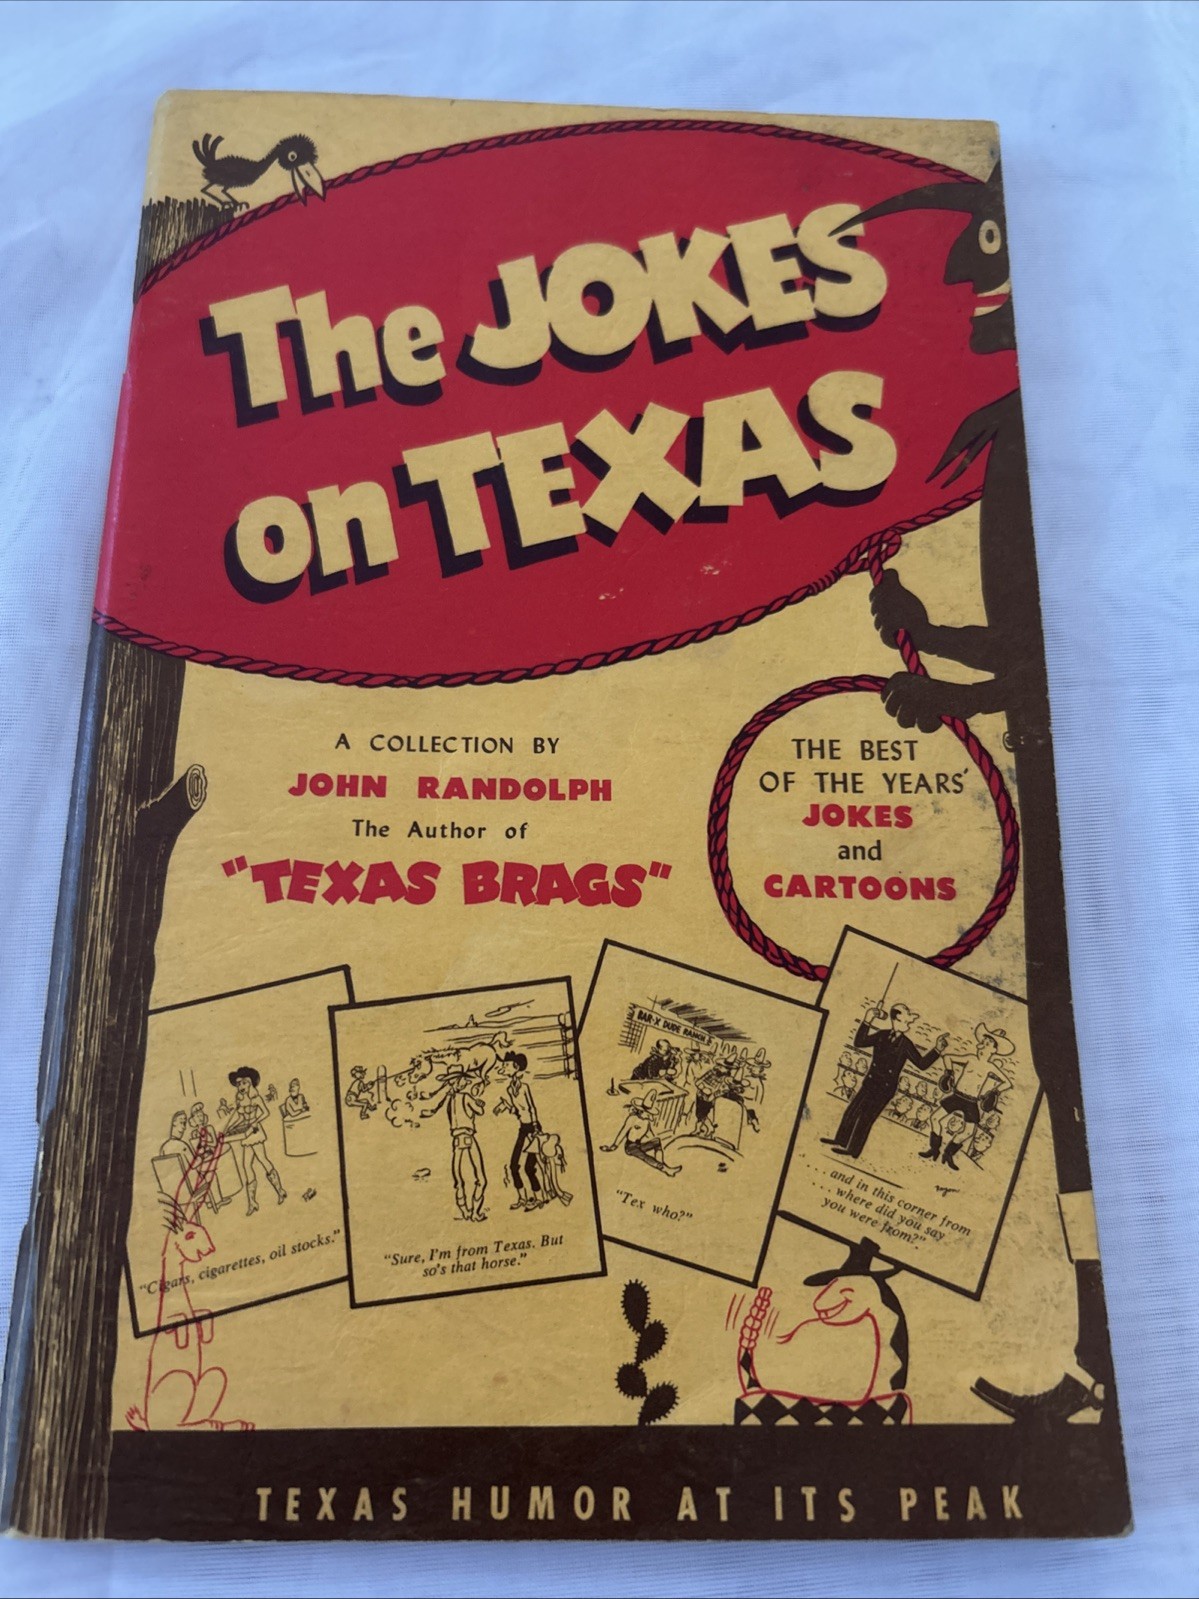 The JOKES
on TEXAS
A COLLECTION BY
JOHN RANDOLPH
The Author of
"TEXAS BRAGS"
THE BEST
OF THE YEARS'
JOKES
and
CARTOONS
"Cigars, cigarettes, oil stocks."
"Sure, I'm from Texas. But
so's that horse."
BAR-X DUDE RANCH
"Tex who?"
". . . . and in this corner from
. . . where did you say
you were from?"
TEXAS HUMOR AT ITS PEAK